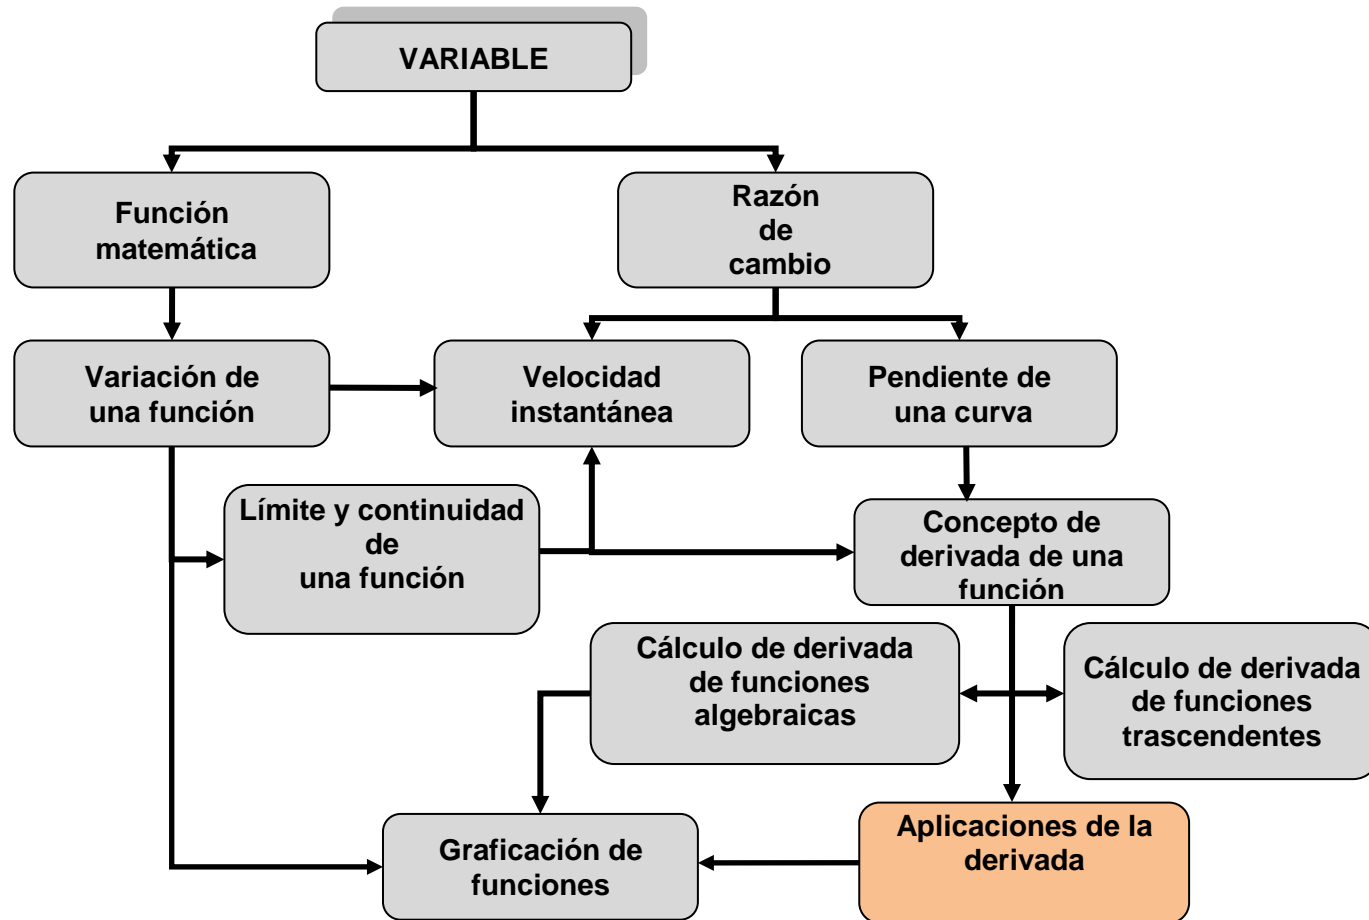 VARIABLE
Función
matemática
Razón
de
cambio
Variación de
una función
Velocidad
instantánea
Pendiente de
una curva
Límite y continuidad
de
una función
Concepto de
derivada de una
función
Cálculo de derivada
de funciones
algebraicas
Cálculo de derivada
de funciones
trascendentes
Graficación de
funciones
Aplicaciones de la
derivada